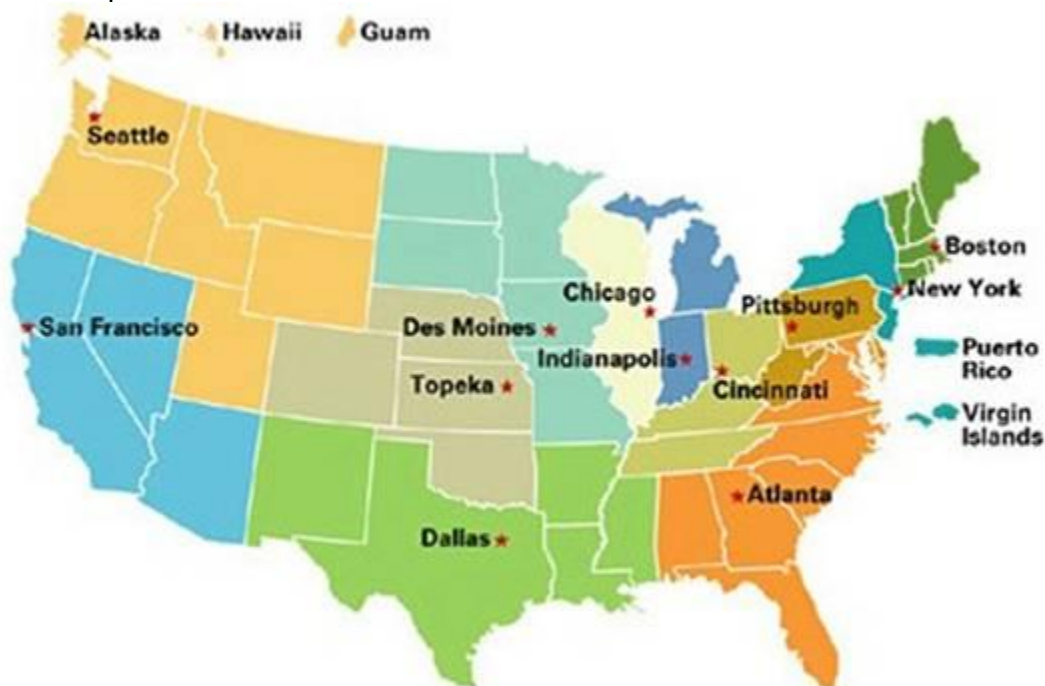 Alaska
Hawaii
Guam
Seattle
Boston
New York
Chicago
Pittsburgh
San Francisco
Des Moines
Indianapolis
Puerto
Rico
Topeka
Cincinnati
Virgin
Islands
Atlanta
Dallas